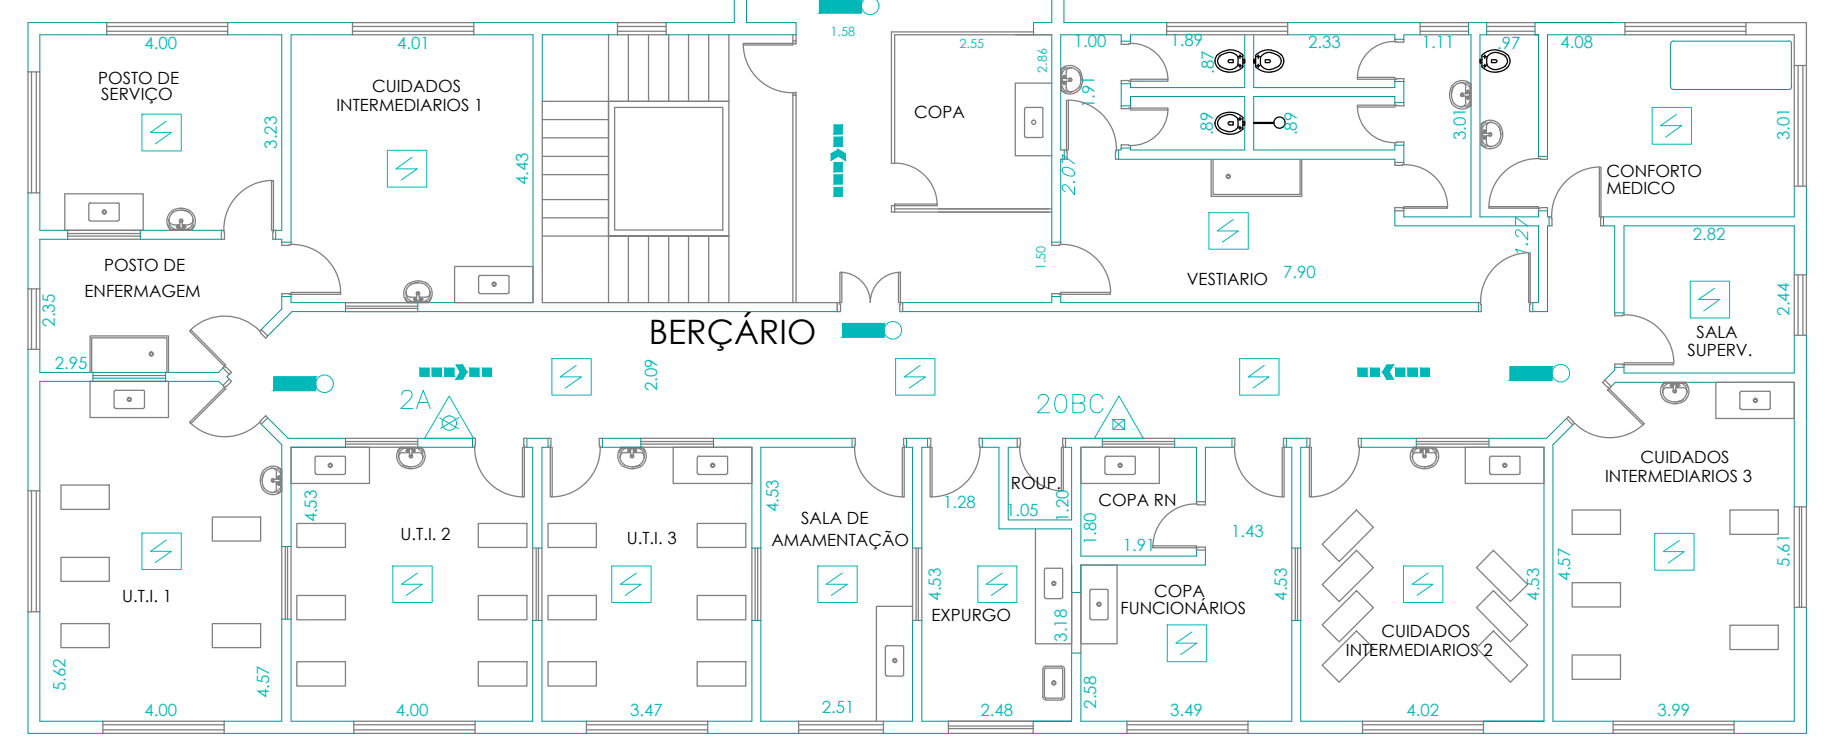 1.58
4.00
4.01
2.55
1.00
1.89
2.33
1.11
.97
4.08
POSTO DE
SERVIÇO
3.23
CUIDADOS
INTERMEDIARIOS 1
4.43
2.86
COPA
1.91
.87
.89
.89
3.01
3.01
CONFORTO
MEDICO
2.07
1.50
VESTIARIO
7.90
1.27
2.82
2.44
SALA
SUPERV.
POSTO DE
ENFERMAGEM
2.35
2.95
BERÇÁRIO
2.09
2A
20BC
U.T.I. 1
5.62
4.57
4.00
4.53
U.T.I. 2
4.00
U.T.I. 3
3.47
4.53
SALA DE
AMAMENTAÇÃO
2.51
1.28
4.53
EXPURGO
2.48
ROUP.
1.05
1.20
3.18
COPA RN
1.80
1.91
1.43
COPA
FUNCIONÁRIOS
4.53
2.58
3.49
4.53
CUIDADOS
INTERMEDIARIOS 2
4.02
CUIDADOS
INTERMEDIARIOS 3
4.57
5.61
3.99